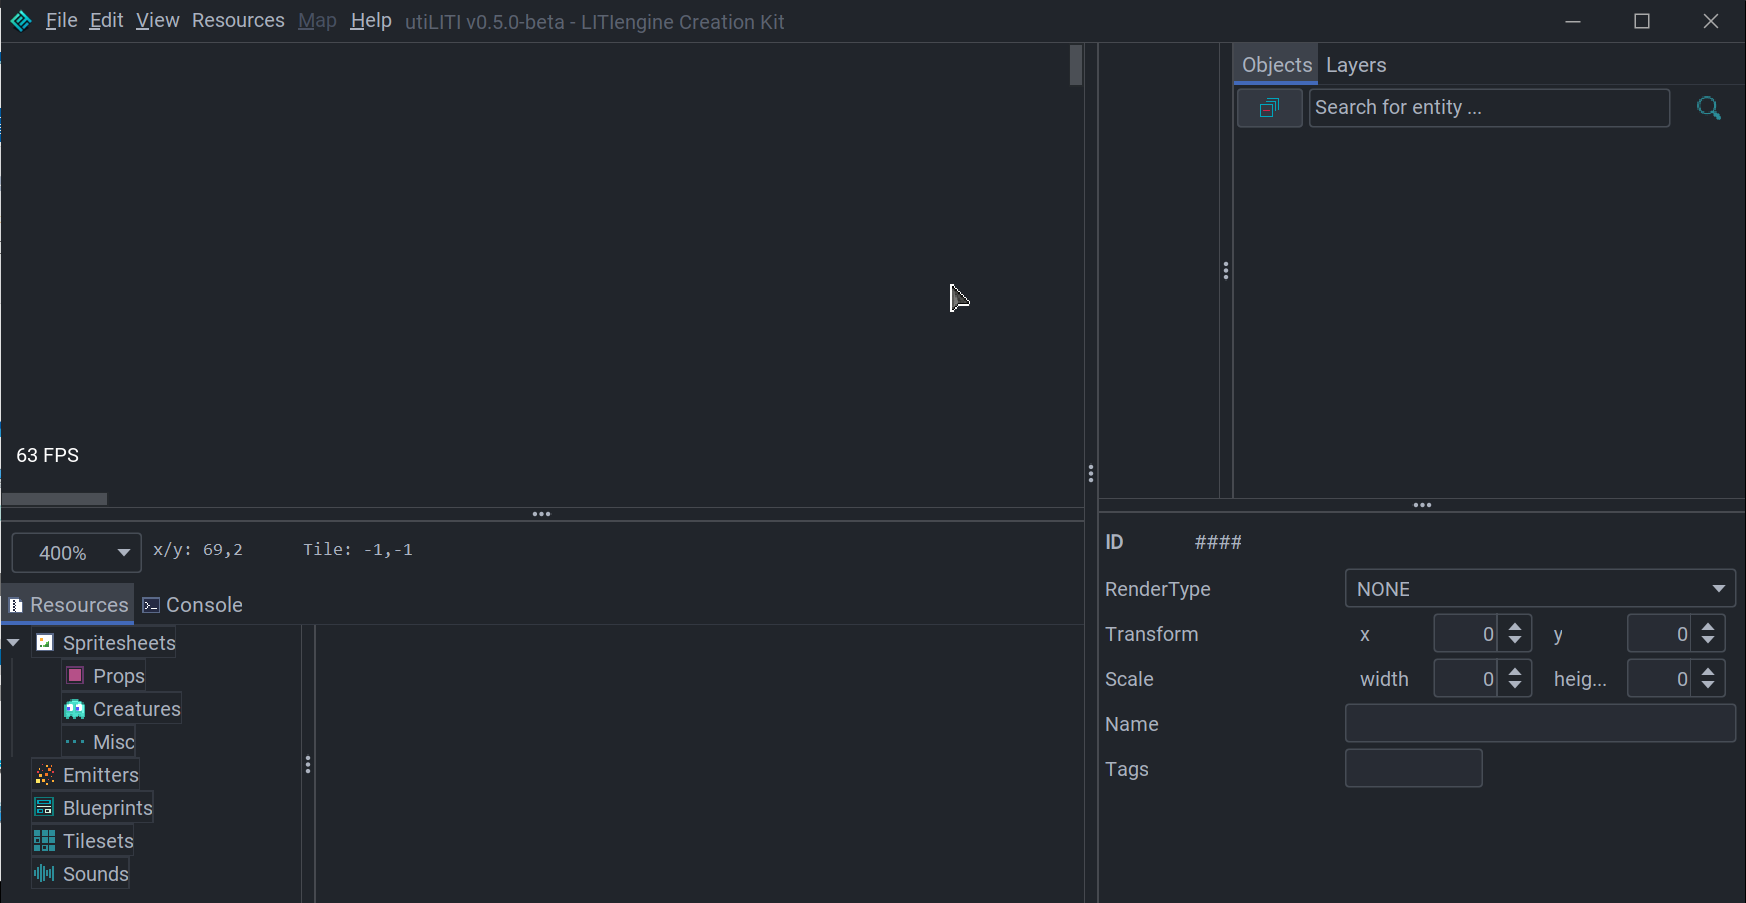 File Edit View Resources Map Help utiLITI v0.5.0-beta - LITIengine Creation Kit
Objects Layers
Search for entity ...
63 FPS
400% x/y: 69,2 Tile: -1,-1
Resources Console
Spritesheets
Props
Creatures
Misc
Emitters
Blueprints
Tilesets
Sounds
ID ####
RenderType NONE
Transform x 0 y 0
Scale width 0 heig... 0
Name
Tags